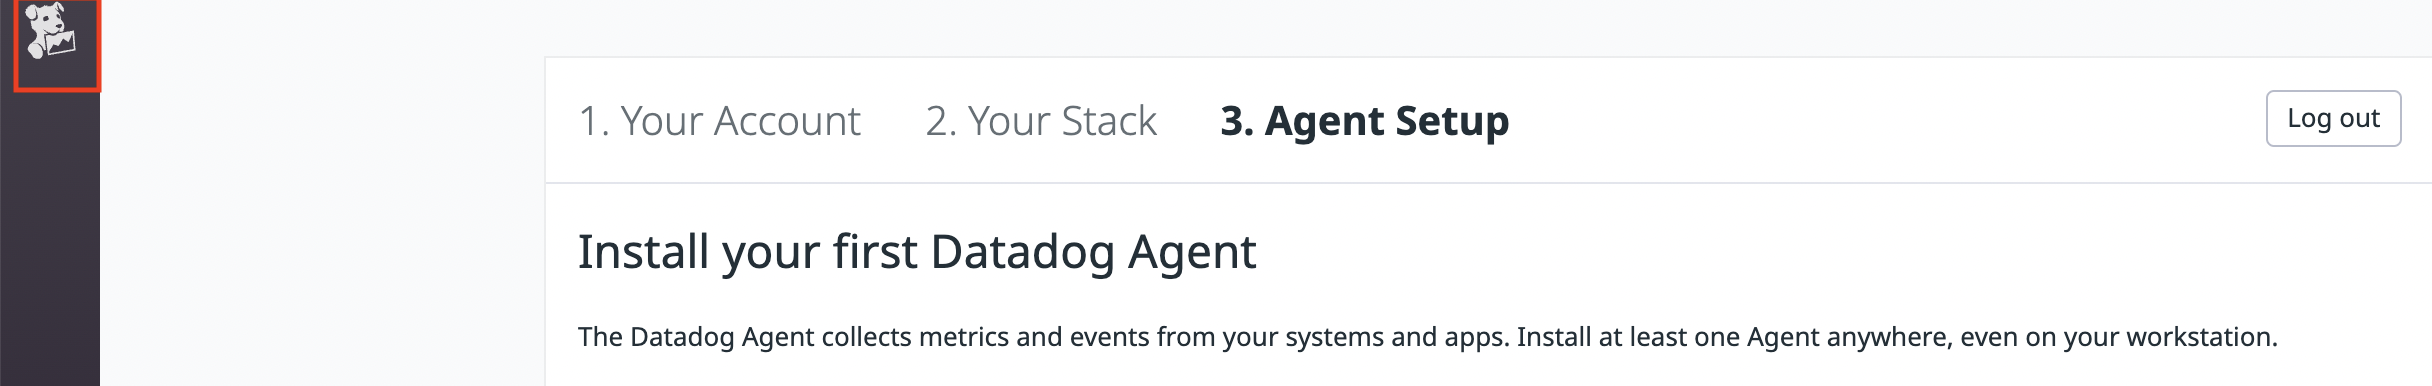 1. Your Account 2. Your Stack 3. Agent Setup Log out
Install your first Datadog Agent
The Datadog Agent collects metrics and events from your systems and apps. Install at least one Agent anywhere, even on your workstation.